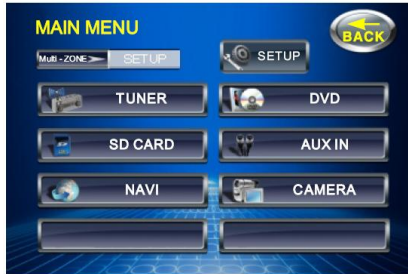 MAIN MENU
BACK
Multi - ZONE SETUP
SETUP
TUNER
DVD
SD CARD
AUX IN
NAVI
CAMERA